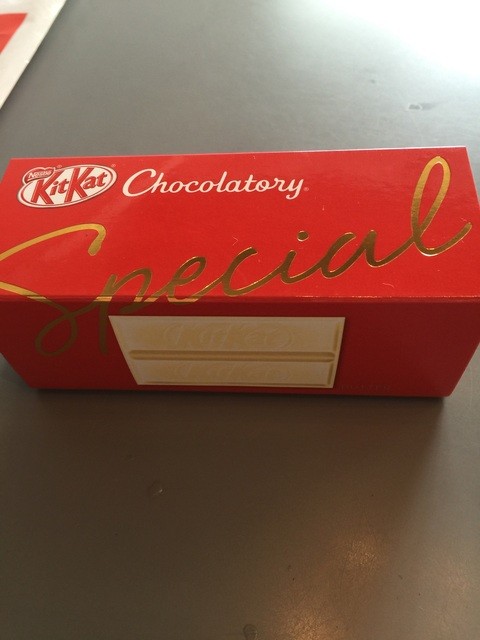 Nestlé
KitKat
Chocolatory
Special